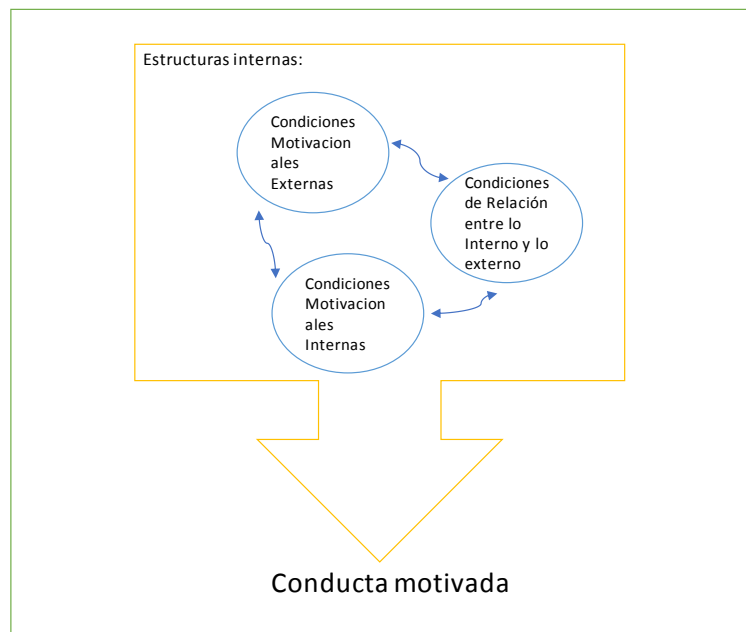 Estructuras internas:
Condiciones
Motivacion
ales
Externas
Condiciones
de Relación
entre lo
Interno y lo
externo
Condiciones
Motivacion
ales
Internas
Conducta motivada